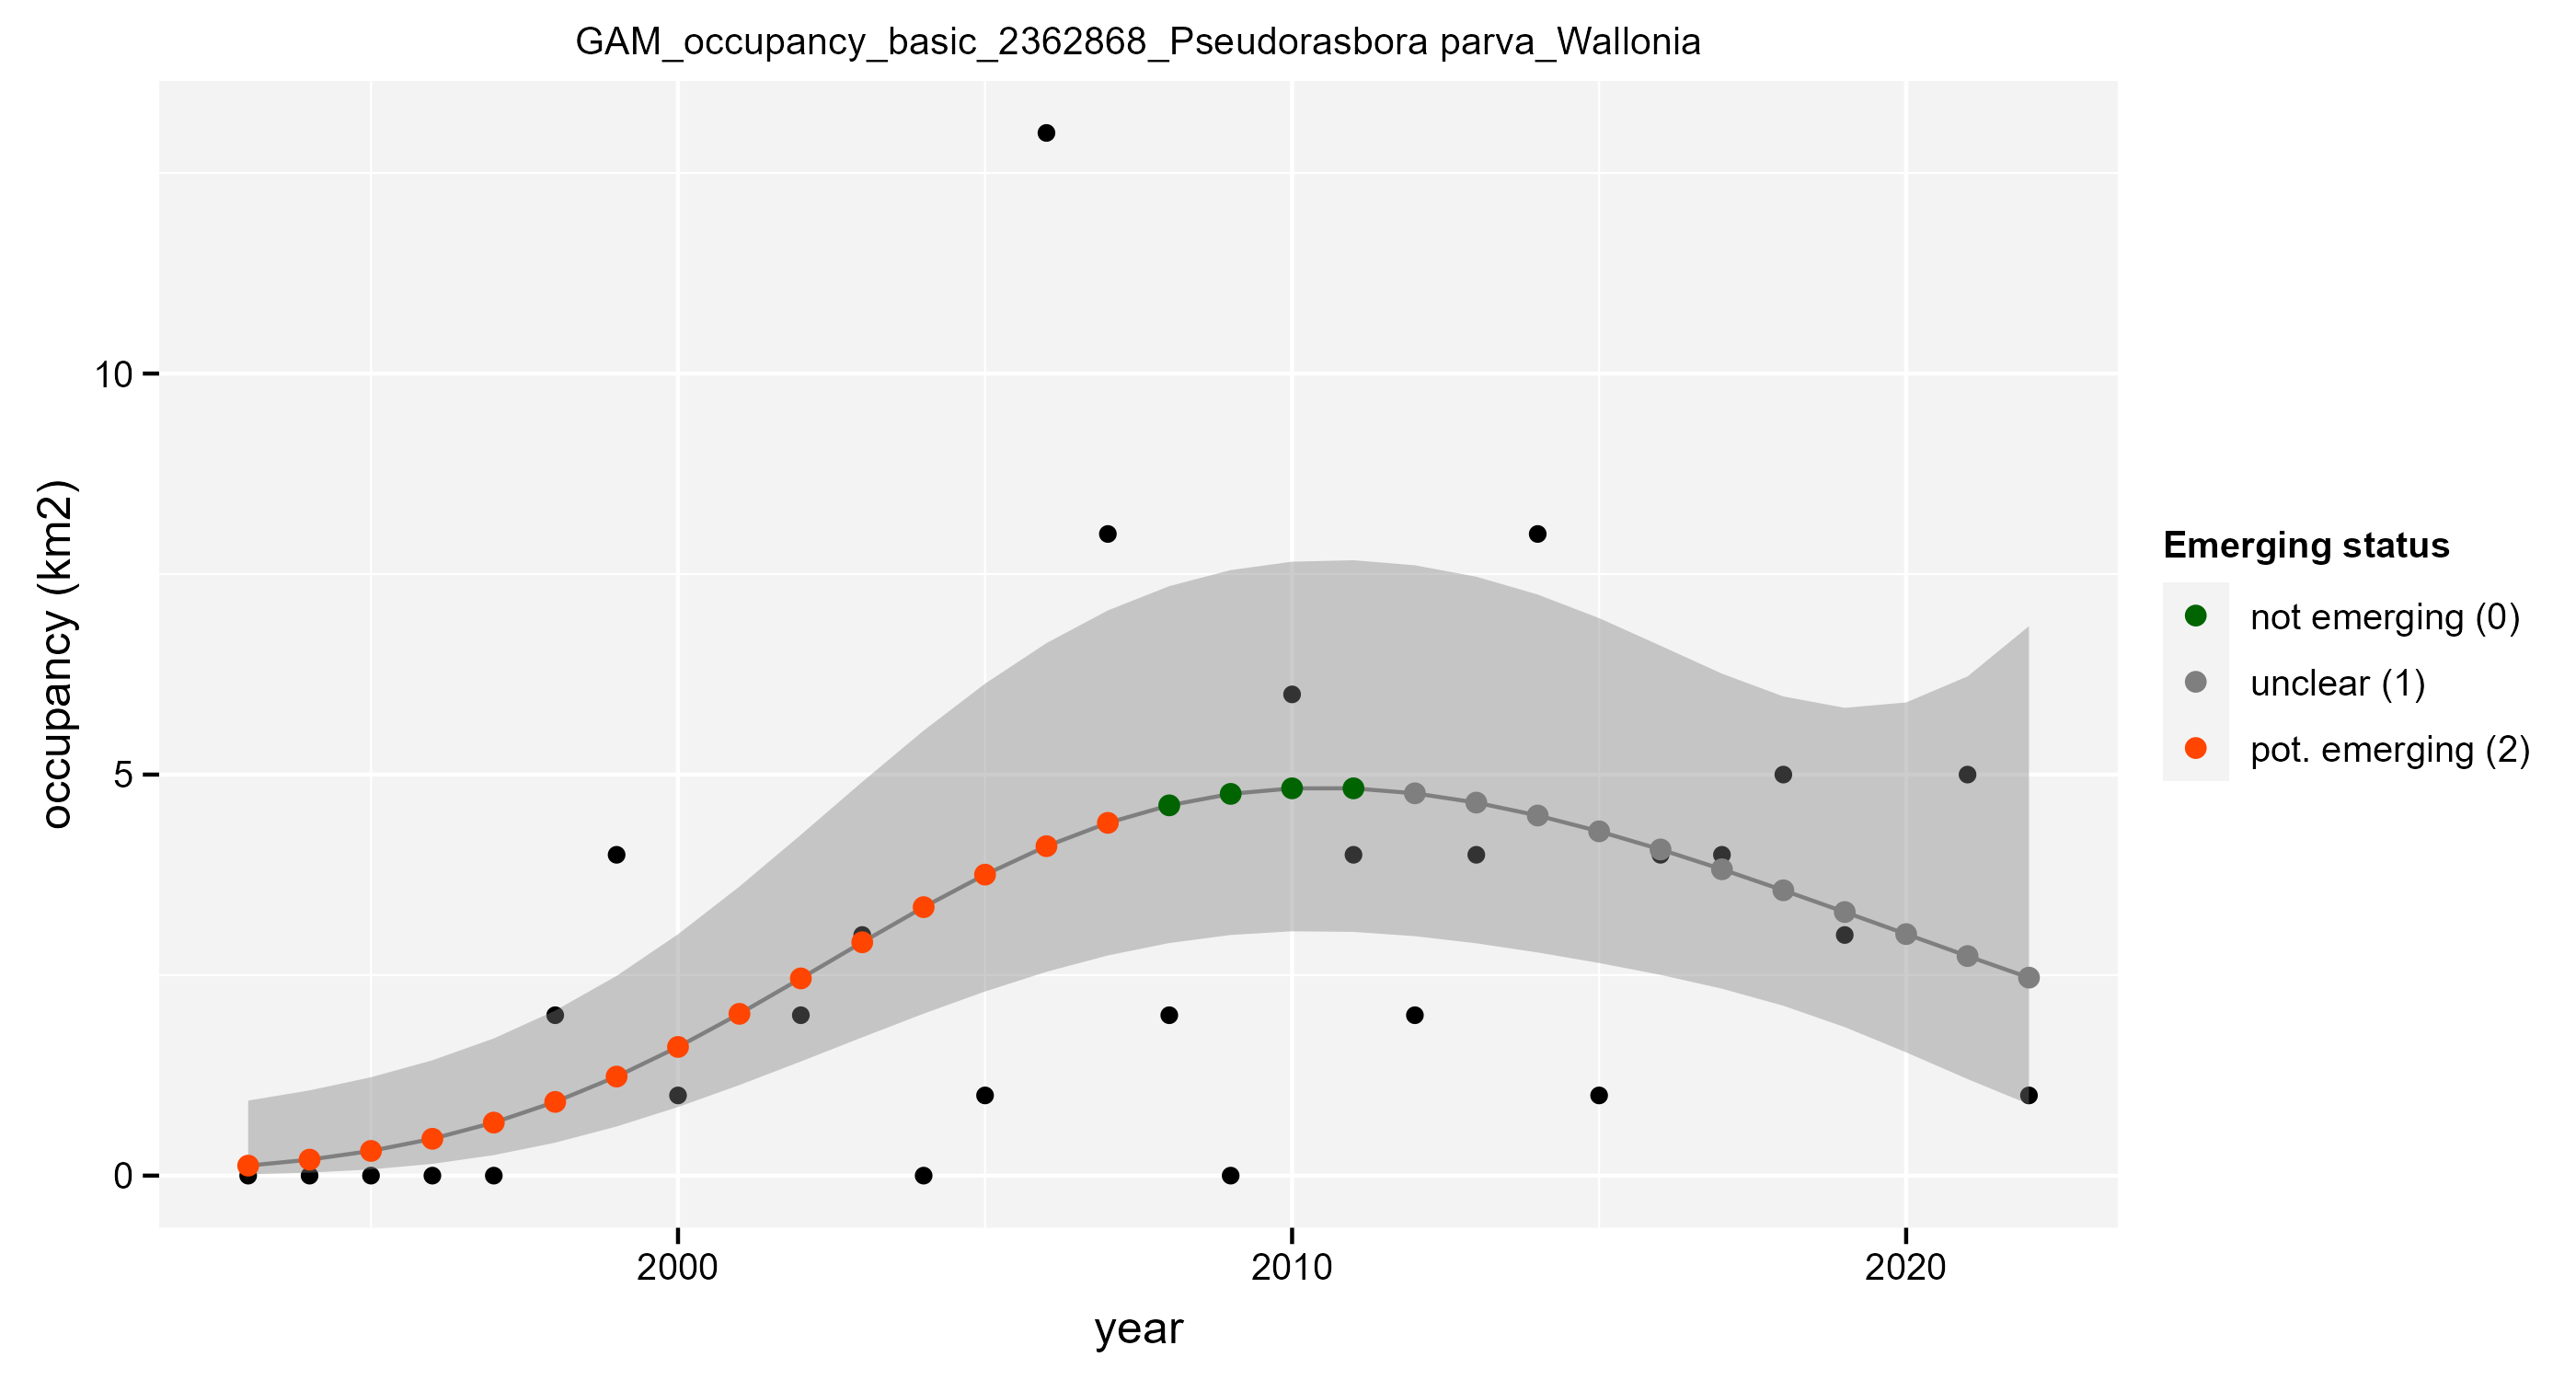 GAM_occupancy_basic_2362868_Pseudorasbora parva_Wallonia
occupancy (km2)
10
5
0
2000
2010
2020
year
Emerging status
not emerging (0)
unclear (1)
pot. emerging (2)